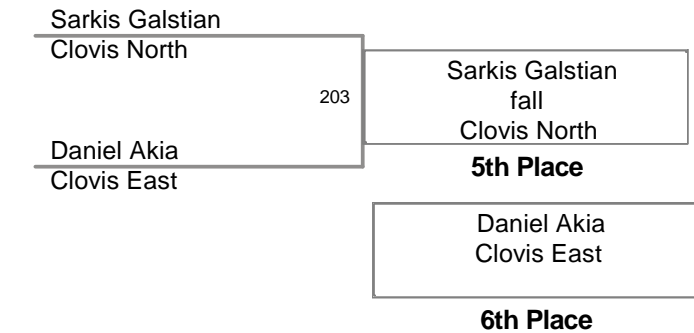 Sarkis Galstian
Clovis North
203
Daniel Akia
Clovis East
Sarkis Galstian
fall
Clovis North
5th Place
Daniel Akia
Clovis East
6th Place